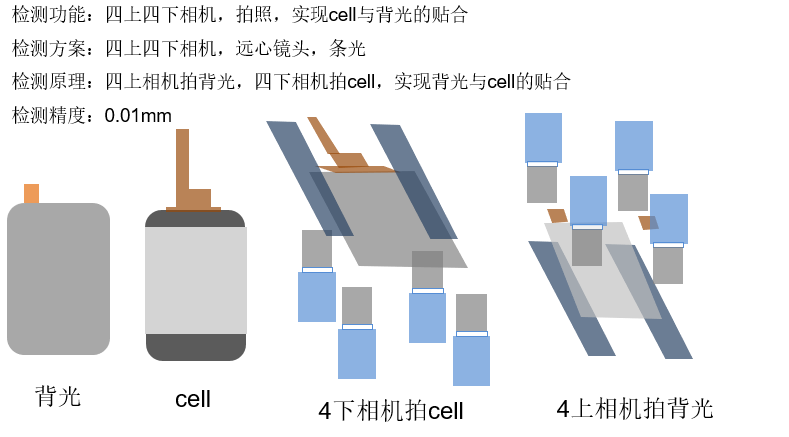 检测功能：四上四下相机，拍照，实现cell与背光的贴合
检测方案：四上四下相机，远心镜头，条光
检测原理：四上相机拍背光，四下相机拍cell，实现背光与cell的贴合
检测精度：0.01mm
背光
cell
4下相机拍cell
4上相机拍背光